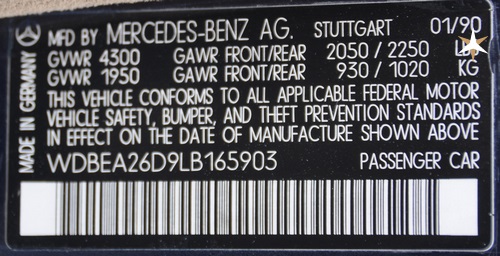 MFD BY MERCEDES-BENZ AG. STUTTGART 01/90
GVWR 4300 GAWR FRONT/REAR 2050 / 2250 LB
GVWR 1950 GAWR FRONT/REAR 930 / 1020 KG
THIS VEHICLE CONFORMS TO ALL APPLICABLE FEDERAL MOTOR
VEHICLE SAFETY, BUMPER, AND THEFT PREVENTION STANDARDS
IN EFFECT ON THE DATE OF MANUFACTURE SHOWN ABOVE
WDBEA26D9LB165903 PASSENGER CAR
MADE IN GERMANY